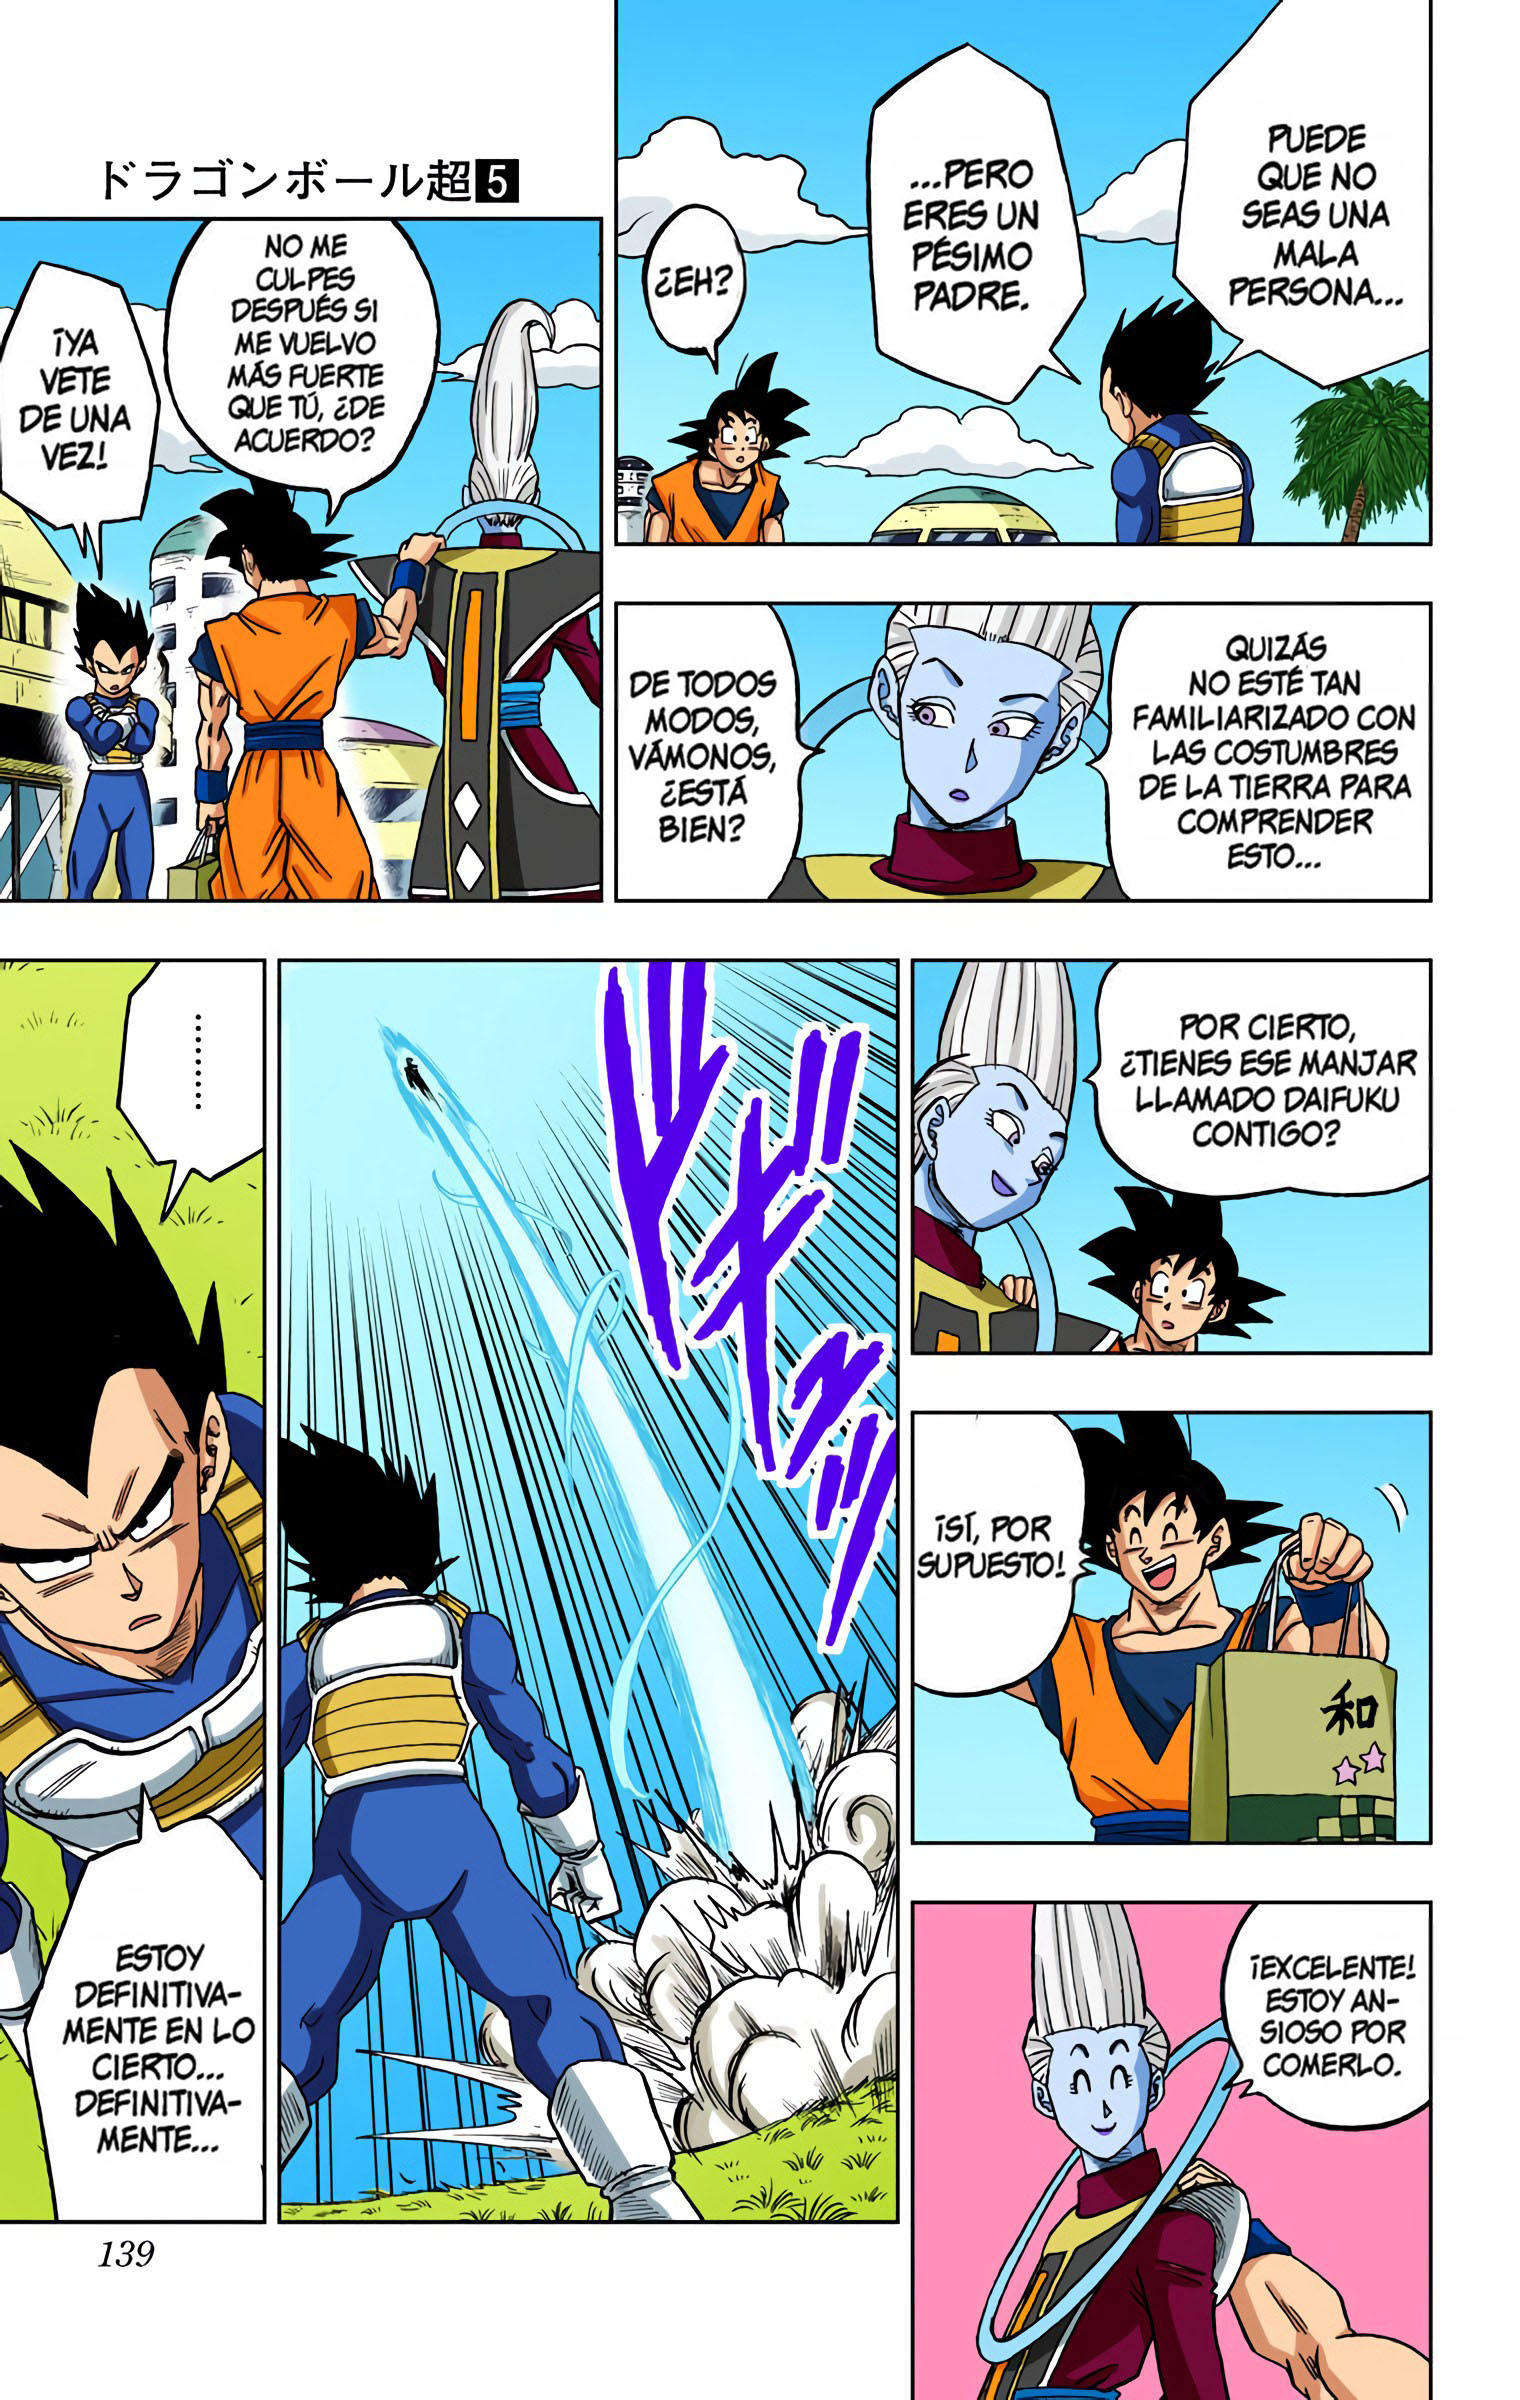 ドラゴンボール超5
PUEDE
QUE NO
SEAS UNA
MALA
PERSONA...
...PERO
ERES UN
PÉSIMO
PADRE.
¿EH?
QUIZÁS
NO ESTÉ TAN
FAMILIARIZADO CON
LAS COSTUMBRES
DE LA TIERRA PARA
COMPRENDER
ESTO...
DE TODOS
MODOS,
VÁMONOS,
¿ESTÁ
BIEN?
NO ME
CULPES
DESPUÉS SI
ME VUELVO
MÁS FUERTE
QUE TÚ, ¿DE
ACUERDO?
¡YA
VETE
DE UNA
VEZ!
POR CIERTO,
¿TIENES ESE MANJAR
LLAMADO DAIFUKU
CONTIGO?
¡SÍ, POR
SUPUESTO!
和
¡EXCELENTE!
ESTOY AN-
SIOSO POR
COMERLO.
........
ESTOY
DEFINITIVA-
MENTE EN LO
CIERTO...
DEFINITIVA-
MENTE...
139